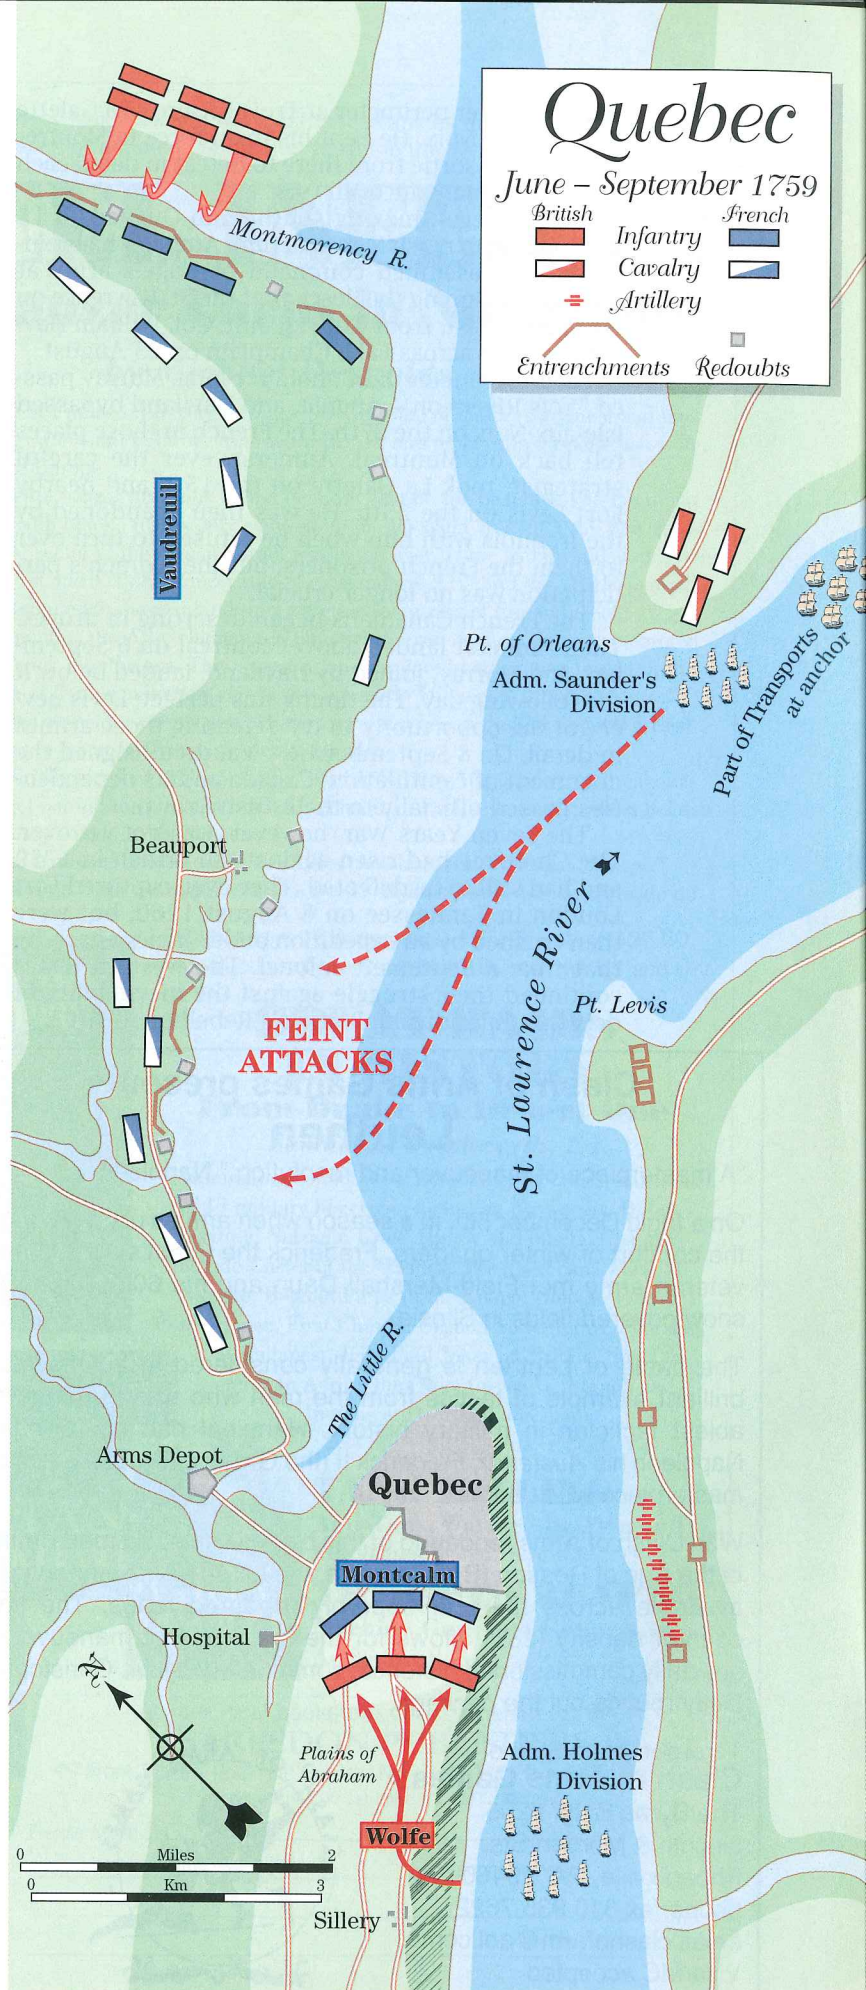 Quebec
June – September 1759
British
French
Infantry
Cavalry
Artillery
Entrenchments
Redoubts
Montmorency R.
Vaudreuil
Pt. of Orleans
Adm. Saunder's
Division
Part of Transports
at anchor
Beauport
St. Laurence River
FEINT
ATTACKS
Pt. Levis
The Little R.
Arms Depot
Quebec
Montcalm
Hospital
N
Plains of
Abraham
Adm. Holmes
Division
Wolfe
0 Miles 2
0 Km 3
Sillery